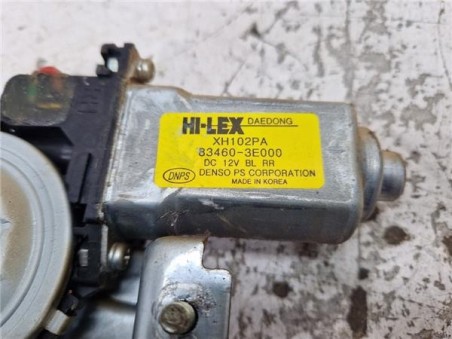 HI-LEX DAEDONG
XH102PA
83460-3E000
DC 12V BL RR
DNPS DENSO PS CORPORATION
MADE IN KOREA